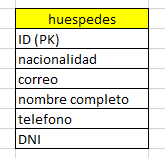 huespedes
ID (PK)
nacionalidad
correo
nombre completo
telefono
DNI